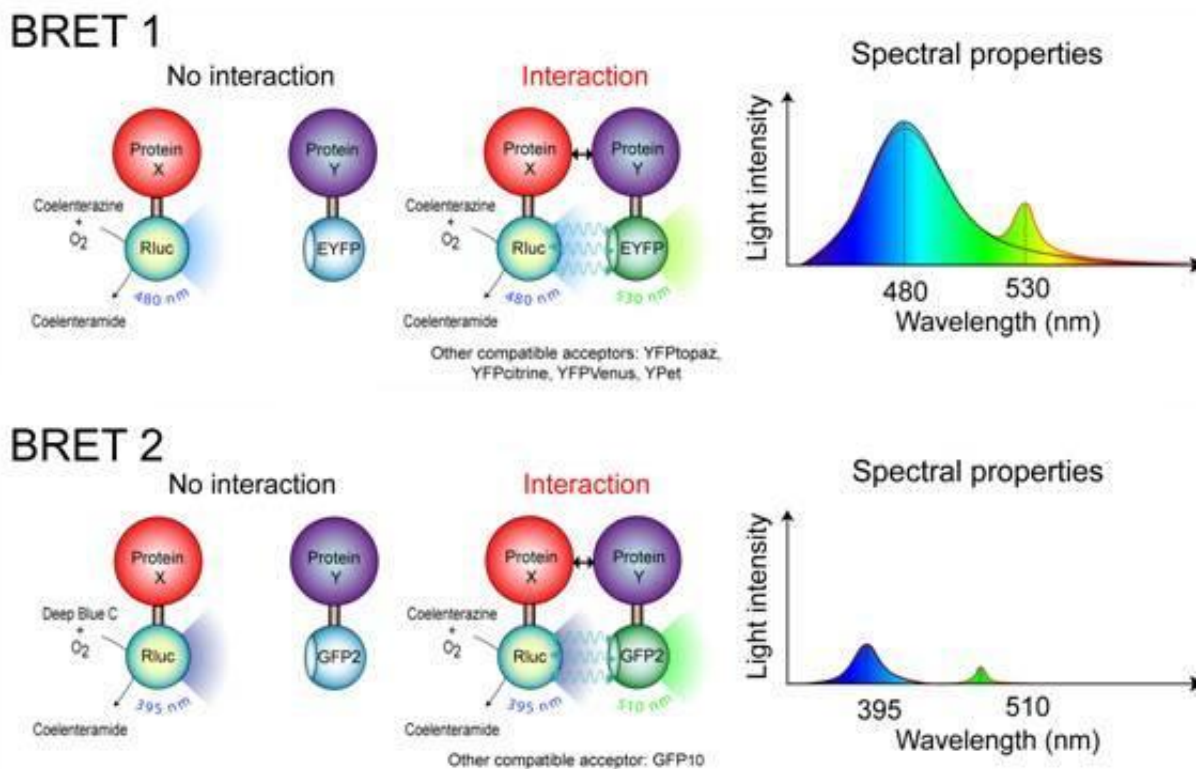 BRET 1
No interaction
Interaction
Spectral properties
Protein X
Protein Y
Coelenterazine
+
O2
Rluc
EYFP
480 nm
Coelenteramide
Protein X
Protein Y
Coelenterazine
+
O2
Rluc
EYFP
480 nm
530 nm
Coelenteramide
Other compatible acceptors: YFPtopaz,
YFPcitrine, YFPVenus, YPet
Light intensity
480
530
Wavelength (nm)
BRET 2
No interaction
Interaction
Spectral properties
Protein X
Protein Y
Deep Blue C
+
O2
Rluc
GFP2
395 nm
Coelenteramide
Protein X
Protein Y
Coelenterazine
+
O2
Rluc
GFP2
395 nm
510 nm
Coelenteramide
Other compatible acceptor: GFP10
Light intensity
395
510
Wavelength (nm)